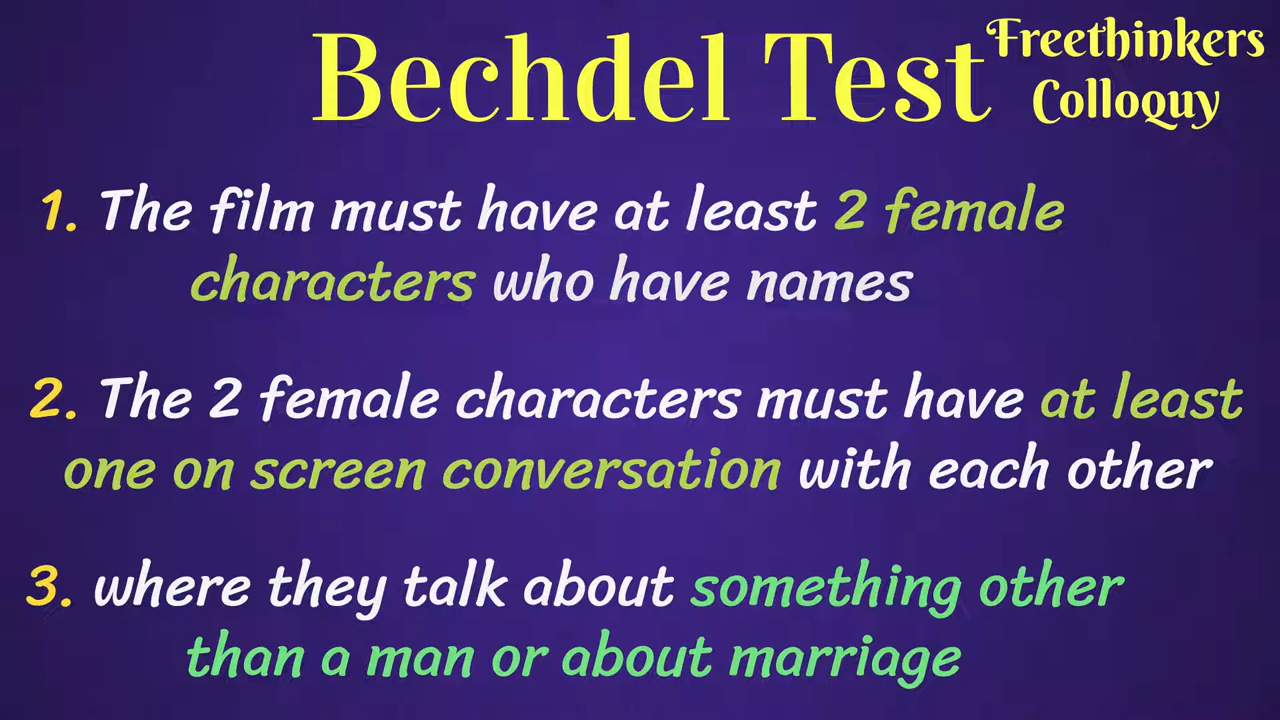 Bechdel Test
Freethinkers
Colloquy
1. The film must have at least 2 female
characters who have names
2. The 2 female characters must have at least
one on screen conversation with each other
3. where they talk about something other
than a man or about marriage